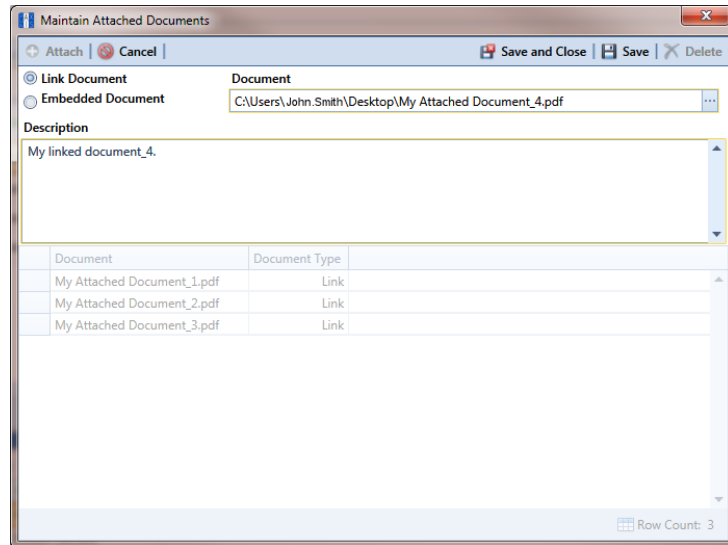 Maintain Attached Documents
Attach | Cancel | Save and Close | Save | Delete
Link Document
Document
Embedded Document
C:\Users\John.Smith\Desktop\My Attached Document_4.pdf ...
Description
My linked document_4.
Document Document Type
My Attached Document_1.pdf Link
My Attached Document_2.pdf Link
My Attached Document_3.pdf Link
Row Count: 3